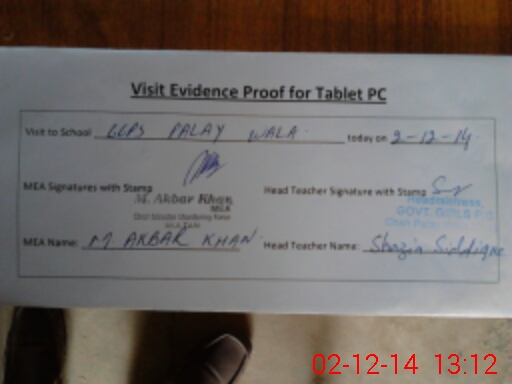 Visit Evidence Proof for Tablet PC
Visit to School GGPS PALAY WALA today on 2-12-14
MEA Signatures with Stamp Head Teacher Signature with Stamp
M. Akbar Khan
MEA
Headmistress,
GOVT. GIRLS P/S
MEA Name: M AKBAR KHAN Head Teacher Name: Shazia Siddique
02-12-14 13:12